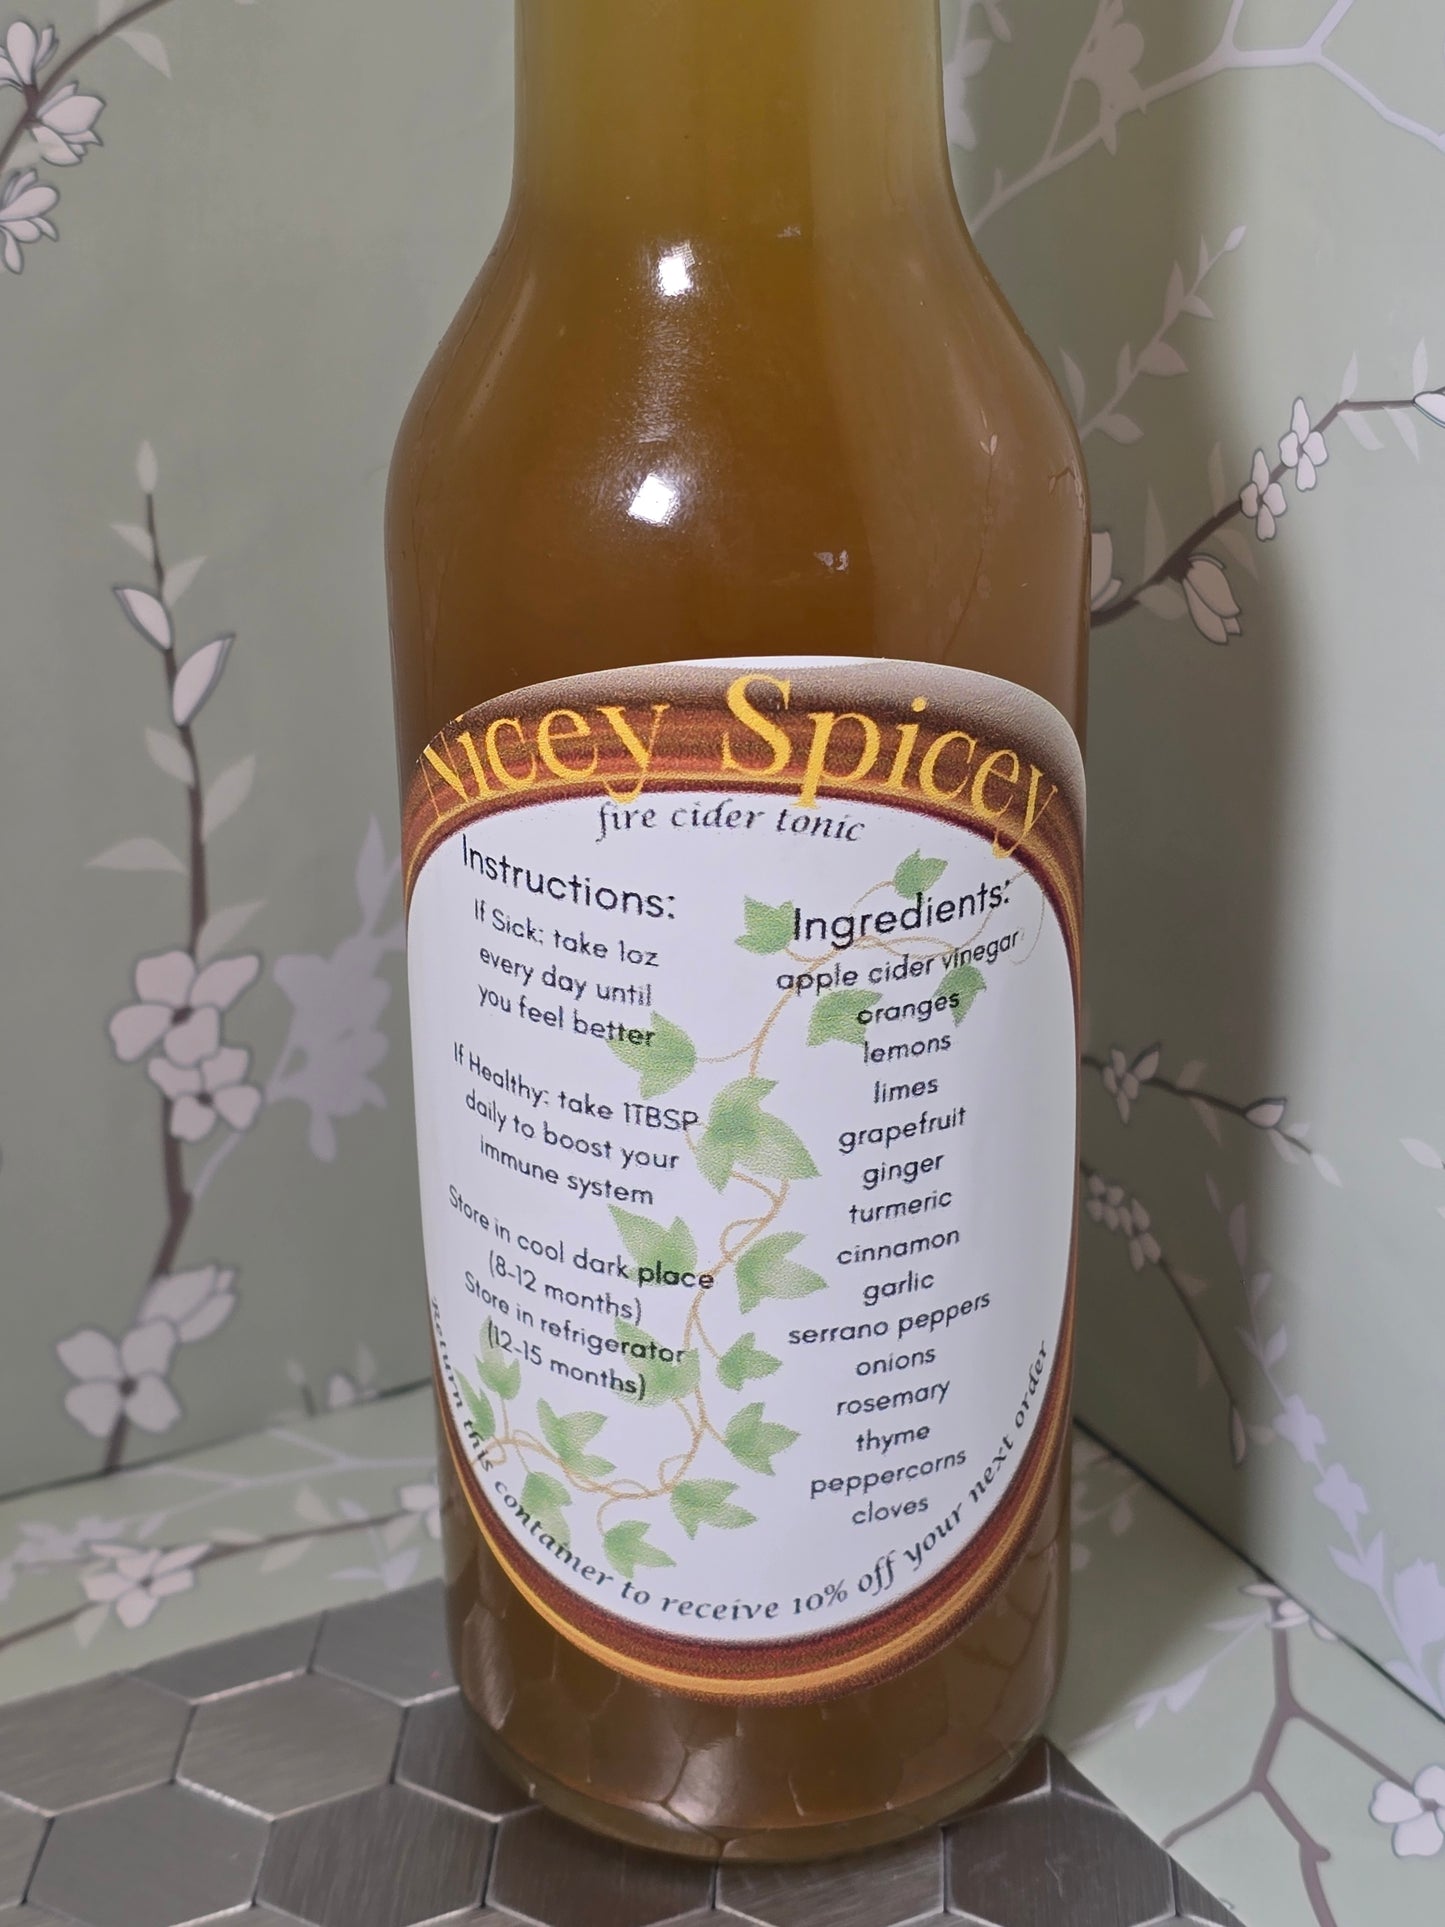 Nicey Spicey
fire cider tonic
Instructions:
If Sick: take 1oz
every day until
you feel better
If Healthy: take 1TBSP
daily to boost your
immune system
Store in cool dark place
(8-12 months)
Store in refrigerator
(12-15 months)
Ingredients:
apple cider vinegar
oranges
lemons
limes
grapefruit
ginger
turmeric
cinnamon
garlic
serrano peppers
onions
rosemary
thyme
peppercorns
cloves
Return this container to receive 10% off your next order